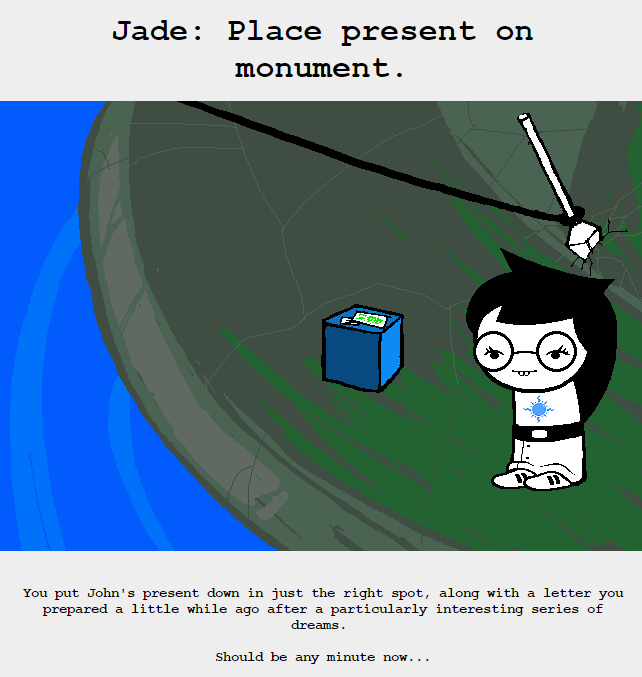 Jade: Place present on
monument.
You put John's present down in just the right spot, along with a letter you
prepared a little while ago after a particularly interesting series of
dreams.
Should be any minute now...